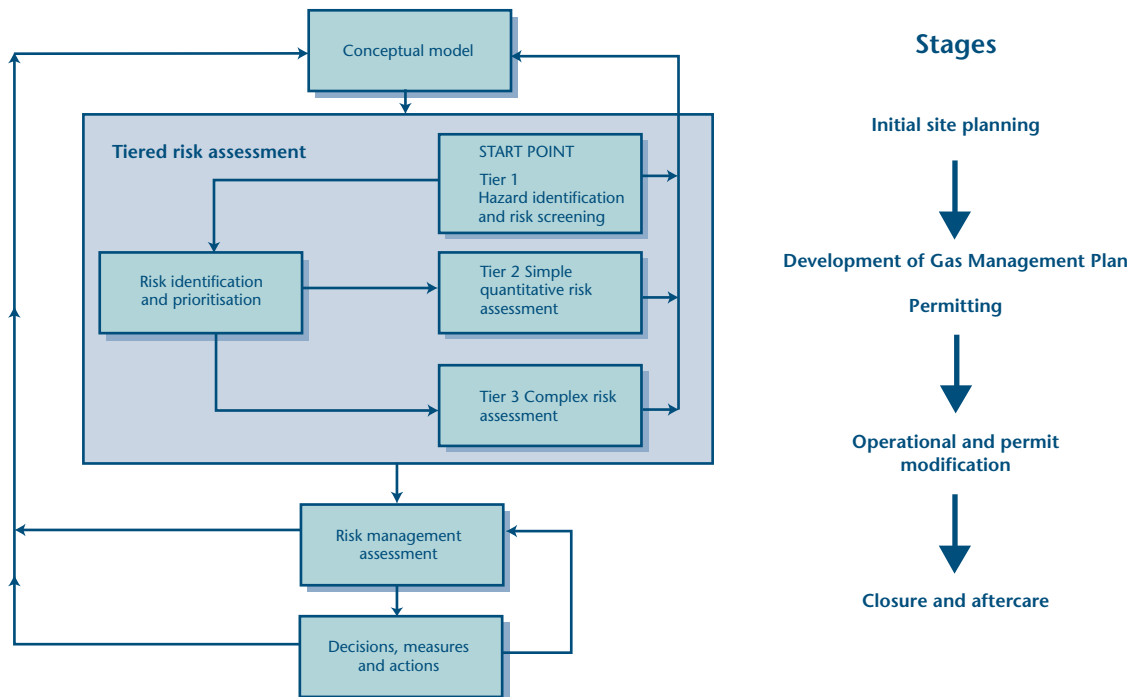 Conceptual model
Tiered risk assessment
START POINT
Tier 1
Hazard identification
and risk screening
Risk identification
and prioritisation
Tier 2 Simple
quantitative risk
assessment
Tier 3 Complex risk
assessment
Risk management
assessment
Decisions, measures
and actions
Stages
Initial site planning
Development of Gas Management Plan
Permitting
Operational and permit
modification
Closure and aftercare